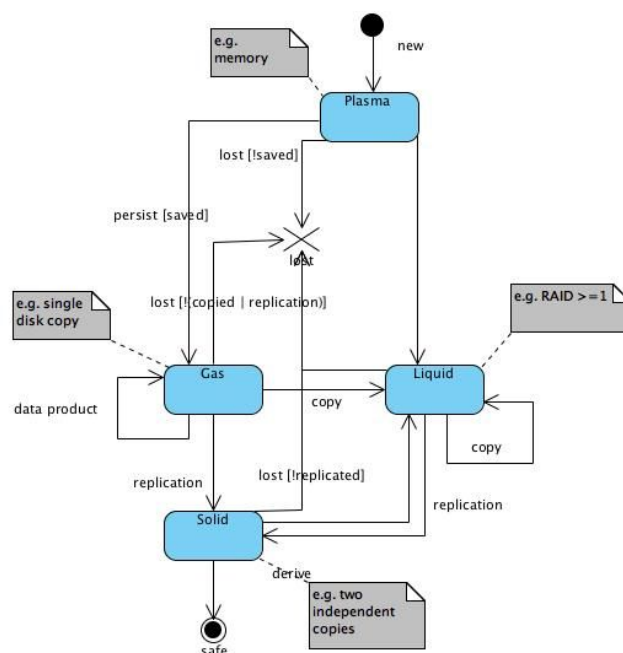 e.g.
memory
new
Plasma
lost [!saved]
persist [saved]
lost
lost [!(copied | replication)]
e.g. single
disk copy
e.g. RAID >=1
Gas
Liquid
copy
data product
copy
lost [!replicated]
replication
replication
Solid
derive
e.g. two
independent
copies
safe